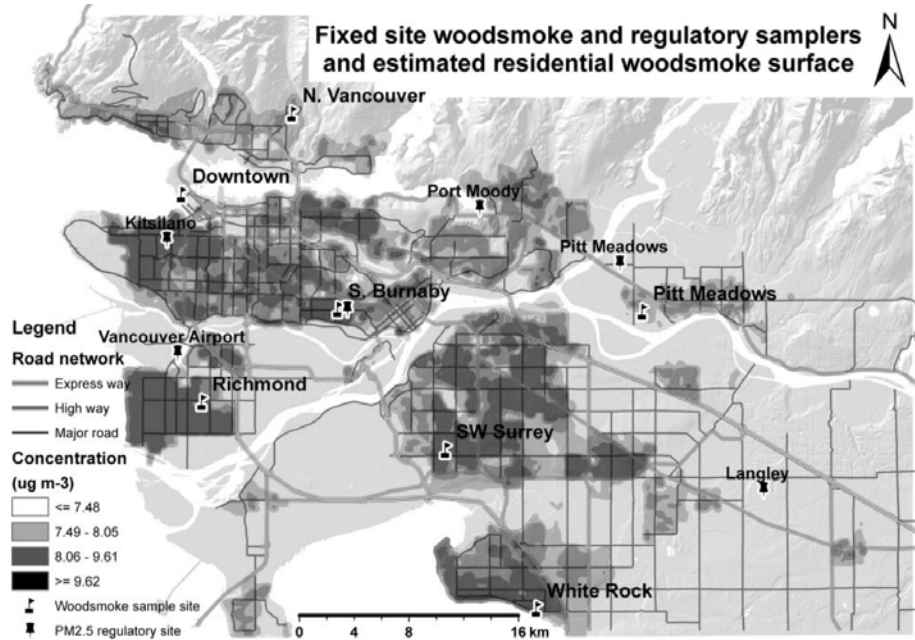 Fixed site woodsmoke and regulatory samplers
and estimated residential woodsmoke surface
N
N. Vancouver
Downtown
Port Moody
Kitsilano
Pitt Meadows
S. Burnaby
Pitt Meadows
Legend
Vancouver Airport
Road network
Express way
Richmond
High way
Major road
SW Surrey
Concentration
(ug m-3)
Langley
<= 7.48
7.49 - 8.05
8.06 - 9.61
>= 9.62
White Rock
Woodsmoke sample site
PM2.5 regulatory site
0 4 8 16 km